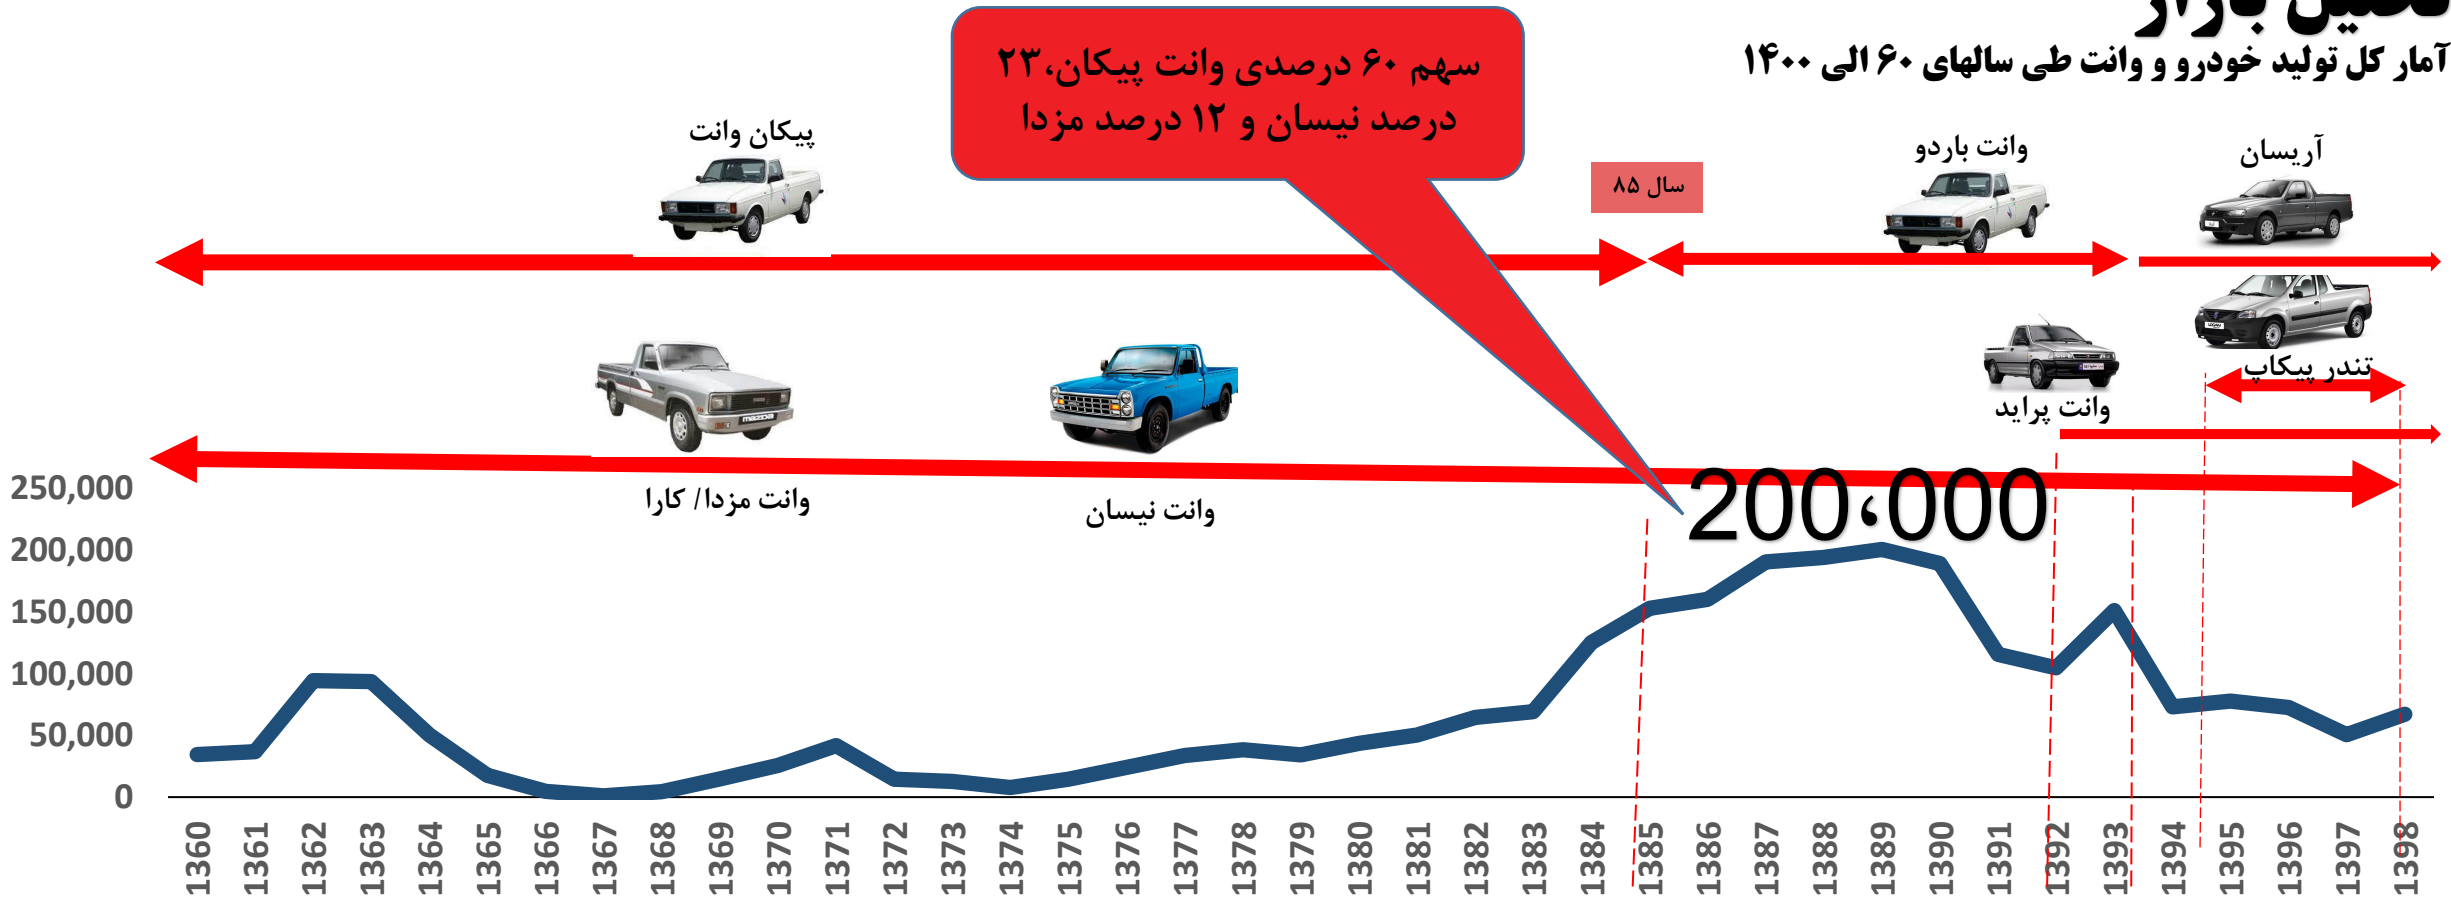 تحلیل بازار
آمار کل تولید خودرو و وانت طی سالهای ۶۰ الی ۱۴۰۰
سهم ۶۰ درصدی وانت پیکان،۲۳
درصد نیسان و ۱۲ درصد مزدا
پیکان وانت
سال ۸۵
وانت باردو
آریسان
تندر پیکاپ
وانت پراید
وانت مزدا/ کارا
وانت نیسان
200،000
250,000
200,000
150,000
100,000
50,000
0
1360 1361 1362 1363 1364 1365 1366 1367 1368 1369 1370 1371 1372 1373 1374 1375 1376 1377 1378 1379 1380 1381 1382 1383 1384 1385 1386 1387 1388 1389 1390 1391 1392 1393 1394 1395 1396 1397 1398